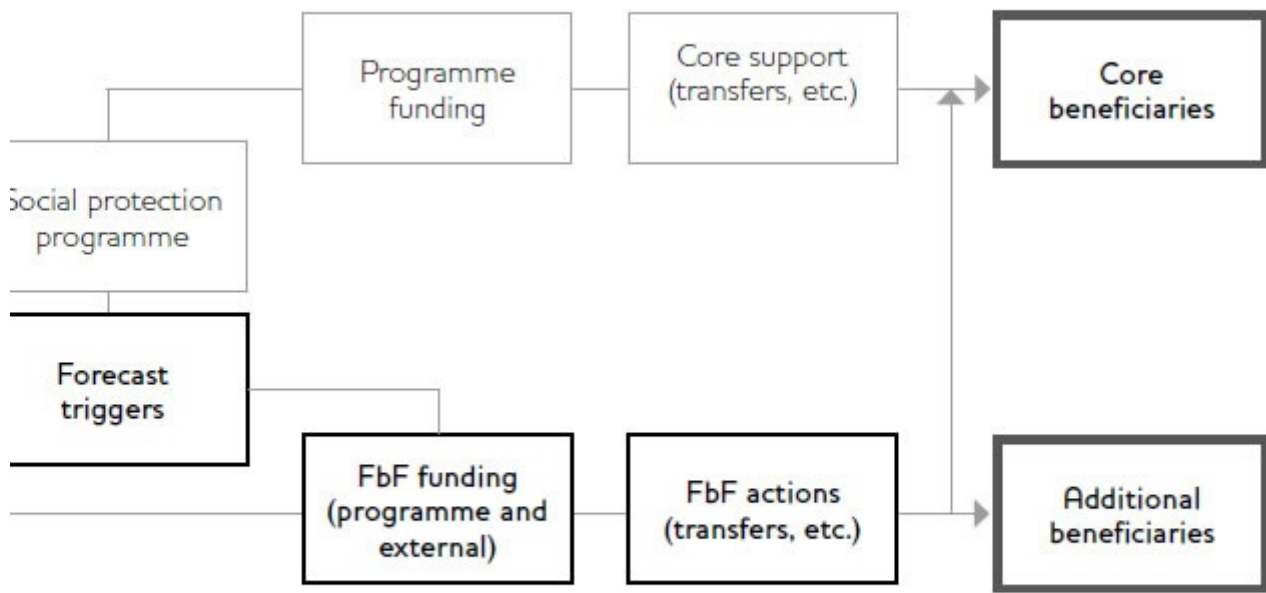 Programme
funding
Core support
(transfers, etc.)
Core
beneficiaries
Social protection
programme
Forecast
triggers
FbF funding
(programme and
external)
FbF actions
(transfers, etc.)
Additional
beneficiaries